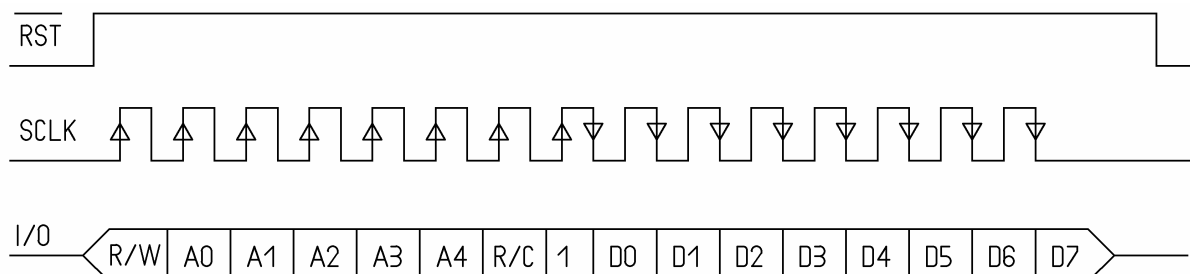 RST
SCLK
I/O R/W A0 A1 A2 A3 A4 R/C 1 D0 D1 D2 D3 D4 D5 D6 D7